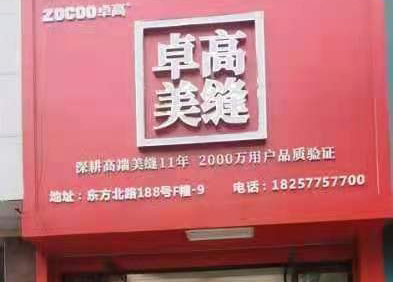 ZOCOO卓高
卓高
美缝
深耕高端美缝11年 2000万用户品质验证
地址：东方北路188号F幢-9 电话：18257757700